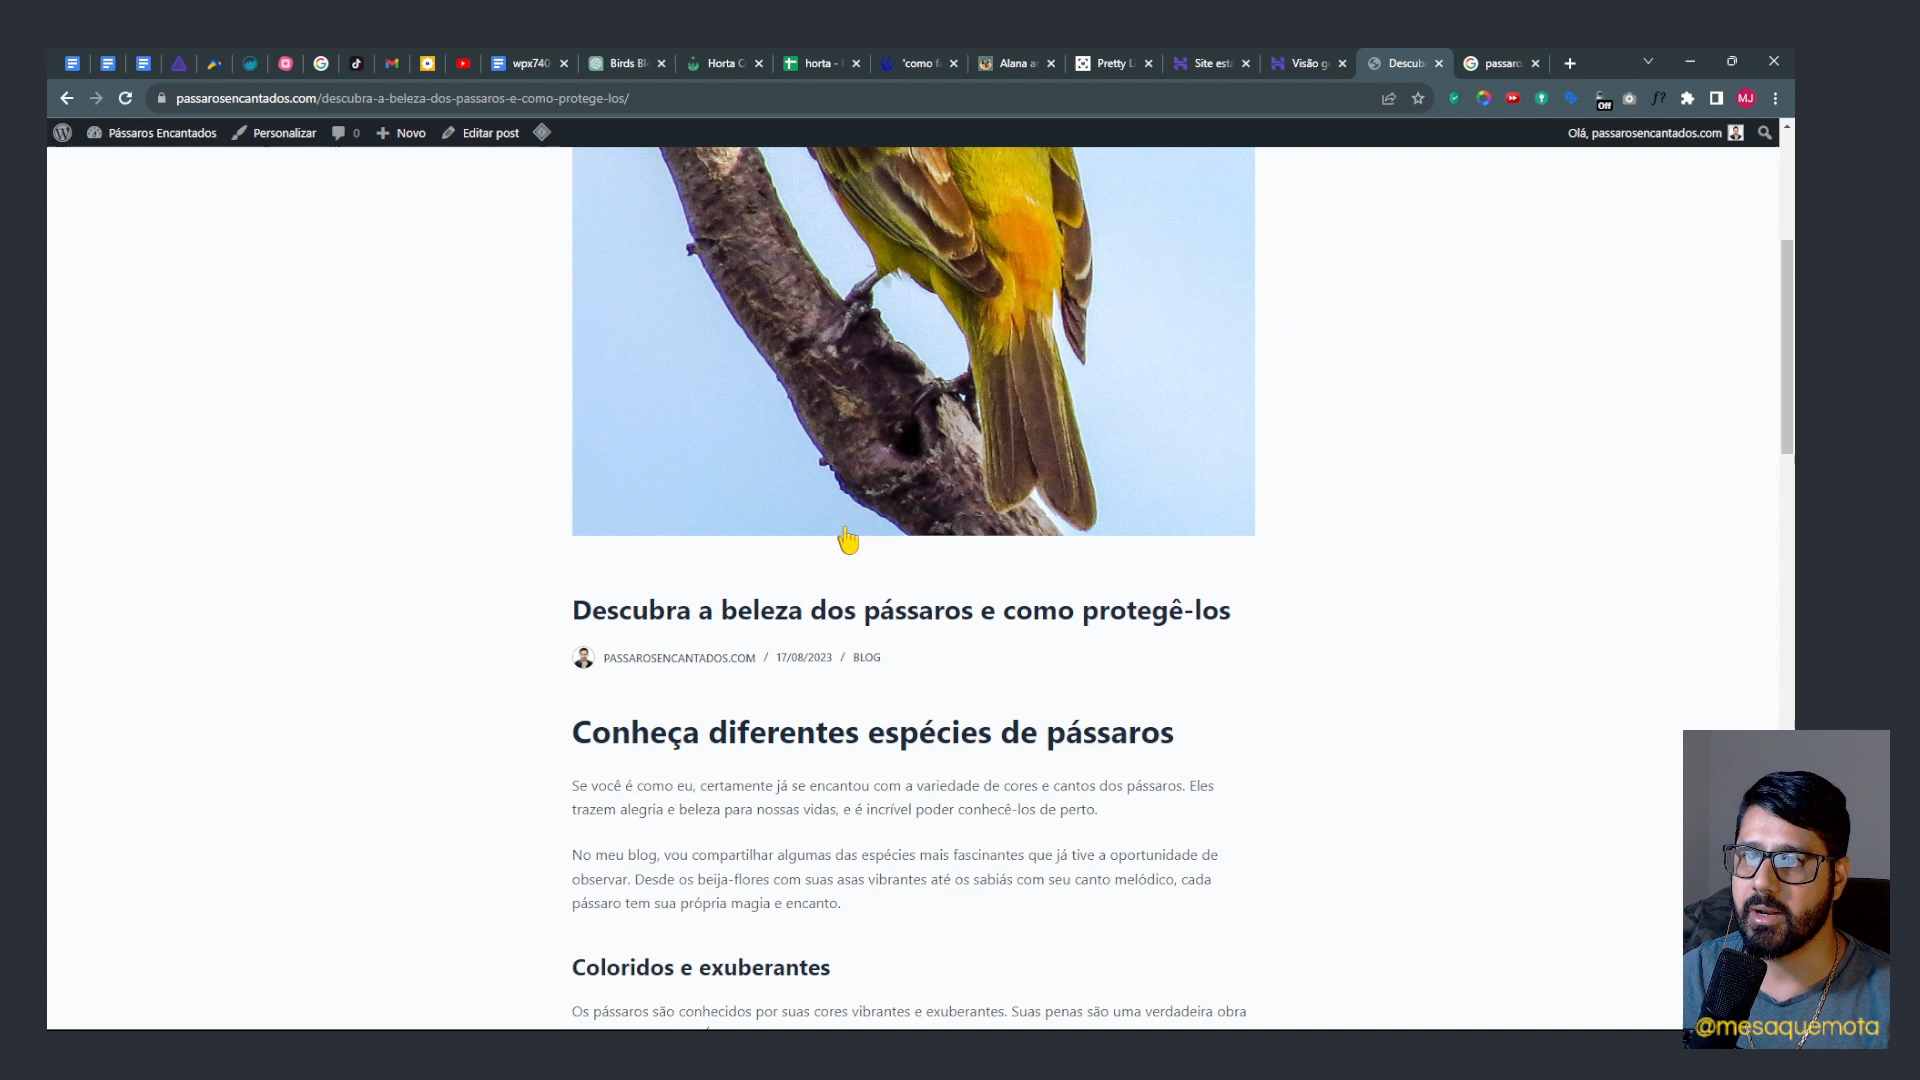 wpx740
Birds Bl
Horta C
horta -
'como f
Alana a
Pretty L
Site est
Visão g
Descub
passaro
passarosencantados.com/descubra-a-beleza-dos-passaros-e-como-protege-los/
Off
f?
MJ
Pássaros Encantados
Personalizar
0
Novo
Editar post
Olá, passarosencantados.com
Descubra a beleza dos pássaros e como protegê-los
PASSAROSENCANTADOS.COM / 17/08/2023 / BLOG
Conheça diferentes espécies de pássaros
Se você é como eu, certamente já se encantou com a variedade de cores e cantos dos pássaros. Eles
trazem alegria e beleza para nossas vidas, e é incrível poder conhecê-los de perto.
No meu blog, vou compartilhar algumas das espécies mais fascinantes que já tive a oportunidade de
observar. Desde os beija-flores com suas asas vibrantes até os sabiás com seu canto melódico, cada
pássaro tem sua própria magia e encanto.
Coloridos e exuberantes
Os pássaros são conhecidos por suas cores vibrantes e exuberantes. Suas penas são uma verdadeira obra
@mesaquemota